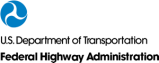 U.S. Department of Transportation
Federal Highway Administration